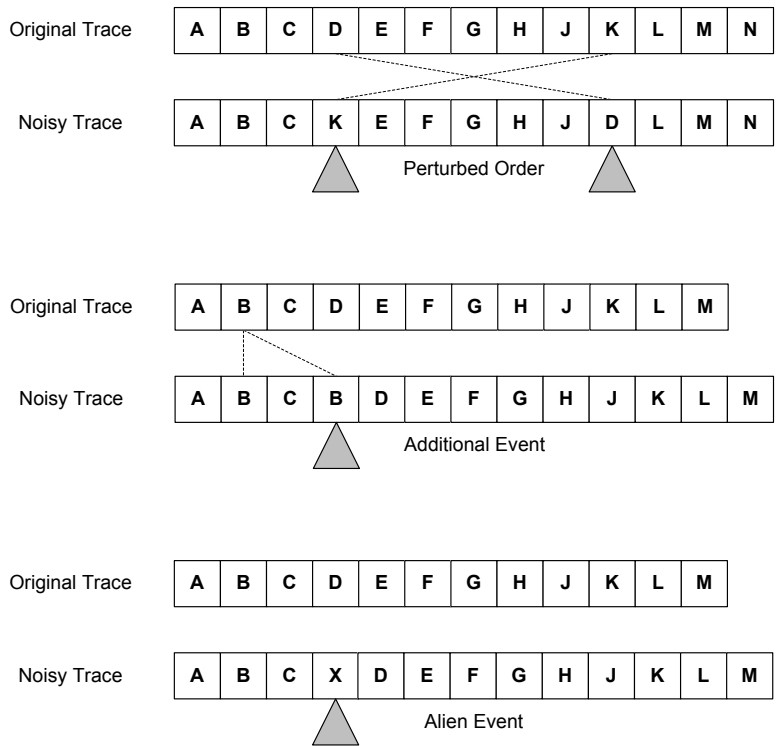 Original Trace A B C D E F G H J K L M N
Noisy Trace A B C K E F G H J D L M N
Perturbed Order
Original Trace A B C D E F G H J K L M
Noisy Trace A B C B D E F G H J K L M
Additional Event
Original Trace A B C D E F G H J K L M
Noisy Trace A B C X D E F G H J K L M
Alien Event